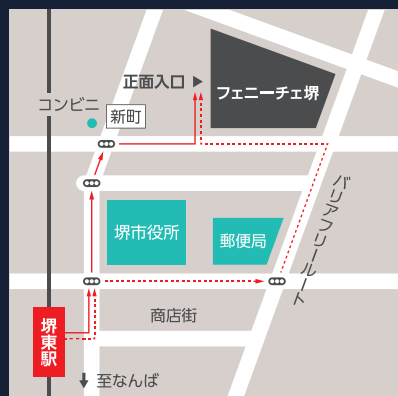 正面入口
フェニーチェ堺
コンビニ
新町
バリアフリールート
堺市役所
郵便局
商店街
堺東駅
至なんば